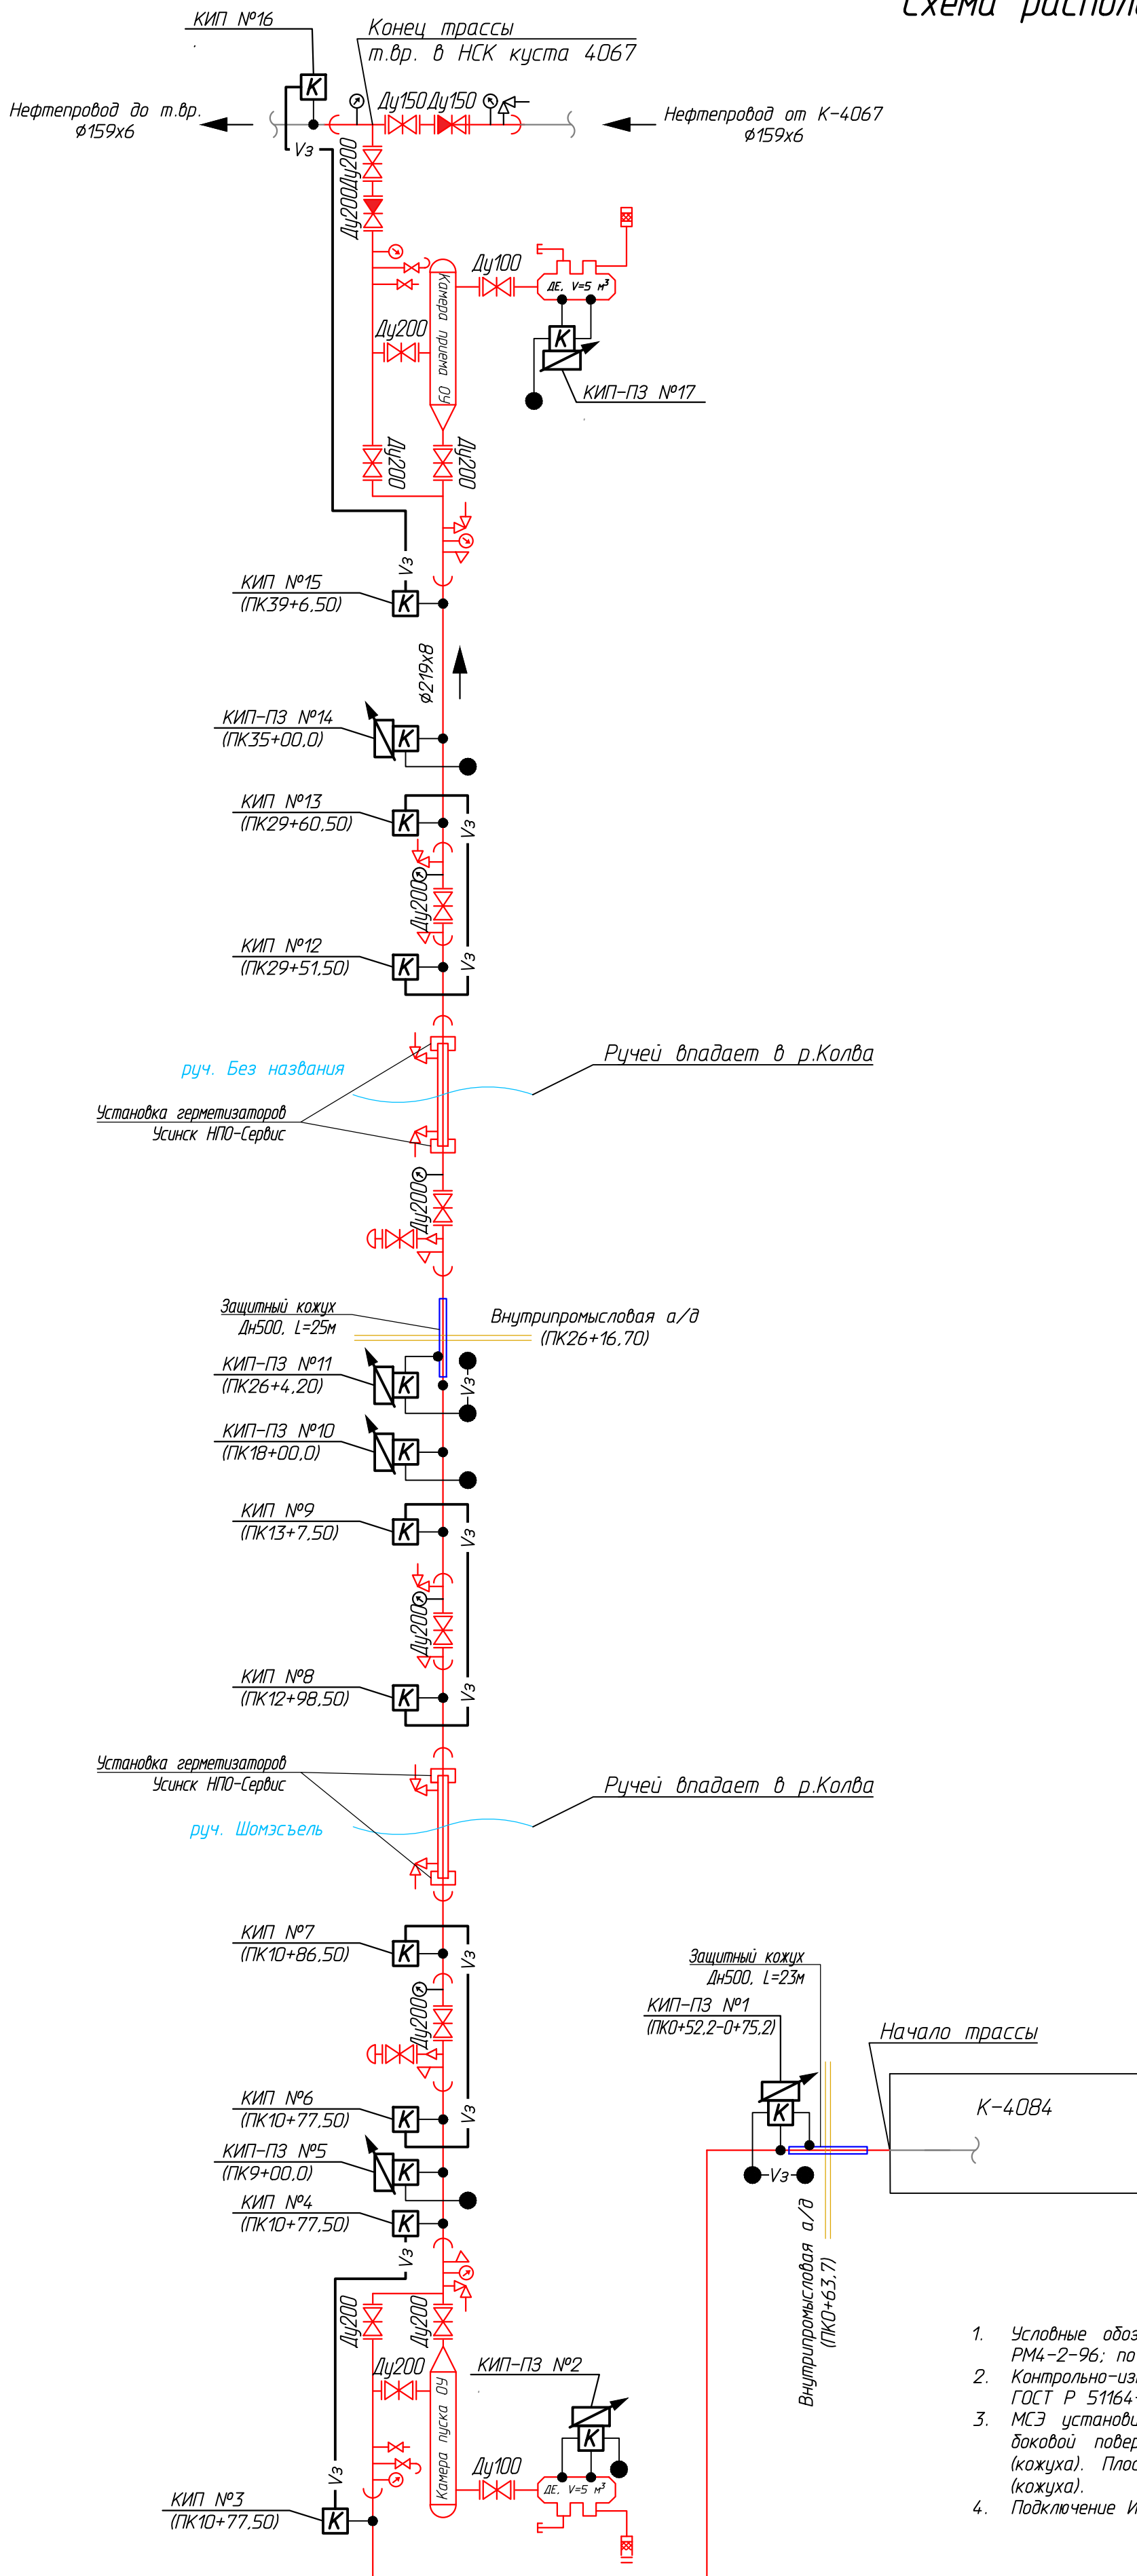 Схема располо
КИП №16
Конец трассы
т.вр. в НСК куста 4067
Нефтепровод до т.вр.
ϕ159х6
К
Ду150
Ду150
Нефтепровод от К-4067
ϕ159х6
Vз
Ду200
Ду200
Ду100
ДЕ, V=5 м³
Камера приема ОУ
Ду200
К
КИП-ПЗ №17
Ду200
Ду200
Vз
КИП №15
(ПК39+6,50)
К
ϕ219х8
КИП-ПЗ №14
(ПК35+00,0)
К
КИП №13
(ПК29+60,50)
К
Vз
Ду200
КИП №12
(ПК29+51,50)
К
Vз
Ручей впадает в р.Колва
руч. Без названия
Установка герметизаторов
Усинск НПО-Сервис
Ду200
Защитный кожух
Дн500, L=25м
Внутрипромысловая а/д
(ПК26+16,70)
КИП-ПЗ №11
(ПК26+4,20)
К
Vз
КИП-ПЗ №10
(ПК18+00,0)
К
КИП №9
(ПК13+7,50)
К
Vз
Ду200
КИП №8
(ПК12+98,50)
К
Vз
Установка герметизаторов
Усинск НПО-Сервис
Ручей впадает в р.Колва
руч. Шомэсъель
КИП №7
(ПК10+86,50)
К
Vз
Ду200
КИП №6
(ПК10+77,50)
К
Vз
КИП-ПЗ №5
(ПК9+00,0)
К
КИП №4
(ПК10+77,50)
К
Vз
Защитный кожух
Дн500, L=23м
КИП-ПЗ №1
(ПК0+52,2-0+75,2)
К
Vз
Начало трассы
К-4084
Внутрипромысловая а/д
(ПК0+63,7)
Ду200
Ду200
Ду200
КИП-ПЗ №2
К
Камера пуска ОУ
Ду100
ДЕ, V=5 м³
Vз
КИП №3
(ПК10+77,50)
К
1. Условные обоз
РМ4-2-96; по
2. Контрольно-из
ГОСТ Р 51164-
3. МСЭ установи
боковой повер
(кожуха). Плос
(кожуха).
4. Подключение И